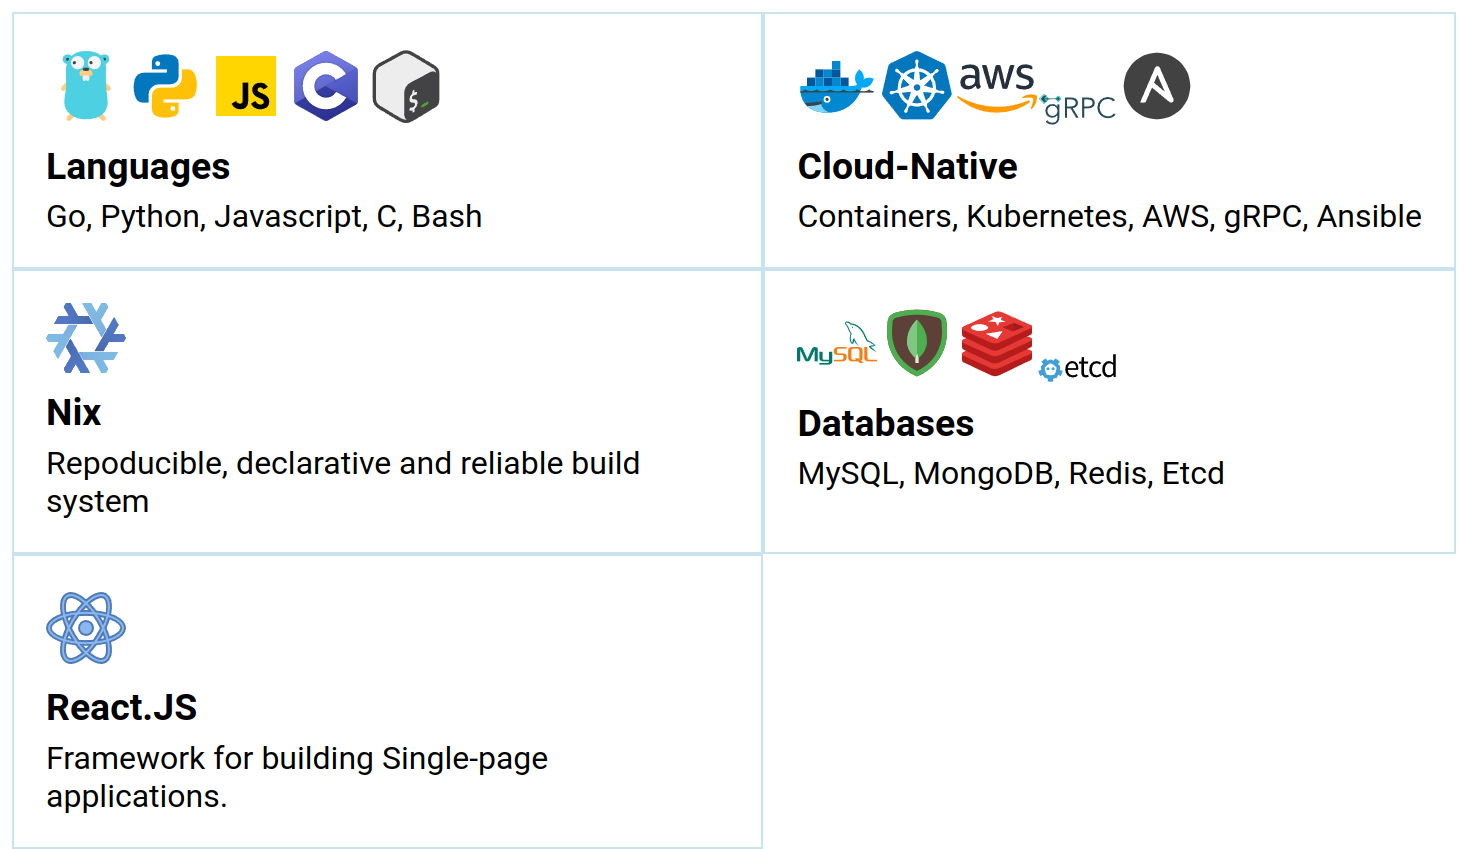 JS
C
$
Languages
Go, Python, Javascript, C, Bash
aws
gRPC
A
Cloud-Native
Containers, Kubernetes, AWS, gRPC, Ansible
Nix
Repoducible, declarative and reliable build
system
MySQL
etcd
Databases
MySQL, MongoDB, Redis, Etcd
React.JS
Framework for building Single-page
applications.